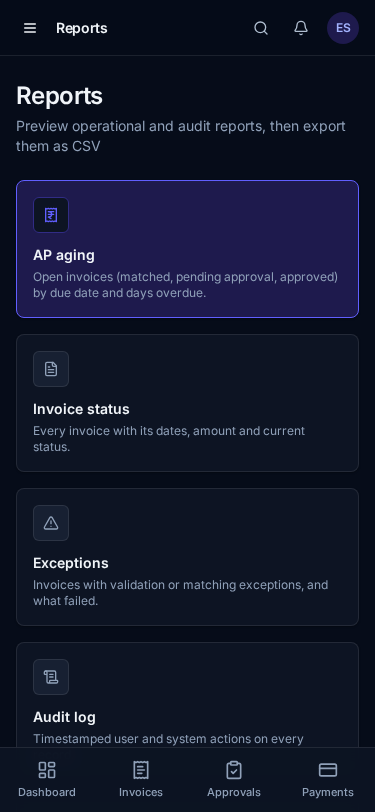 Reports
ES
Reports
Preview operational and audit reports, then export
them as CSV
AP aging
Open invoices (matched, pending approval, approved)
by due date and days overdue.
Invoice status
Every invoice with its dates, amount and current
status.
Exceptions
Invoices with validation or matching exceptions, and
what failed.
Audit log
Timestamped user and system actions on every
Dashboard
Invoices
Approvals
Payments